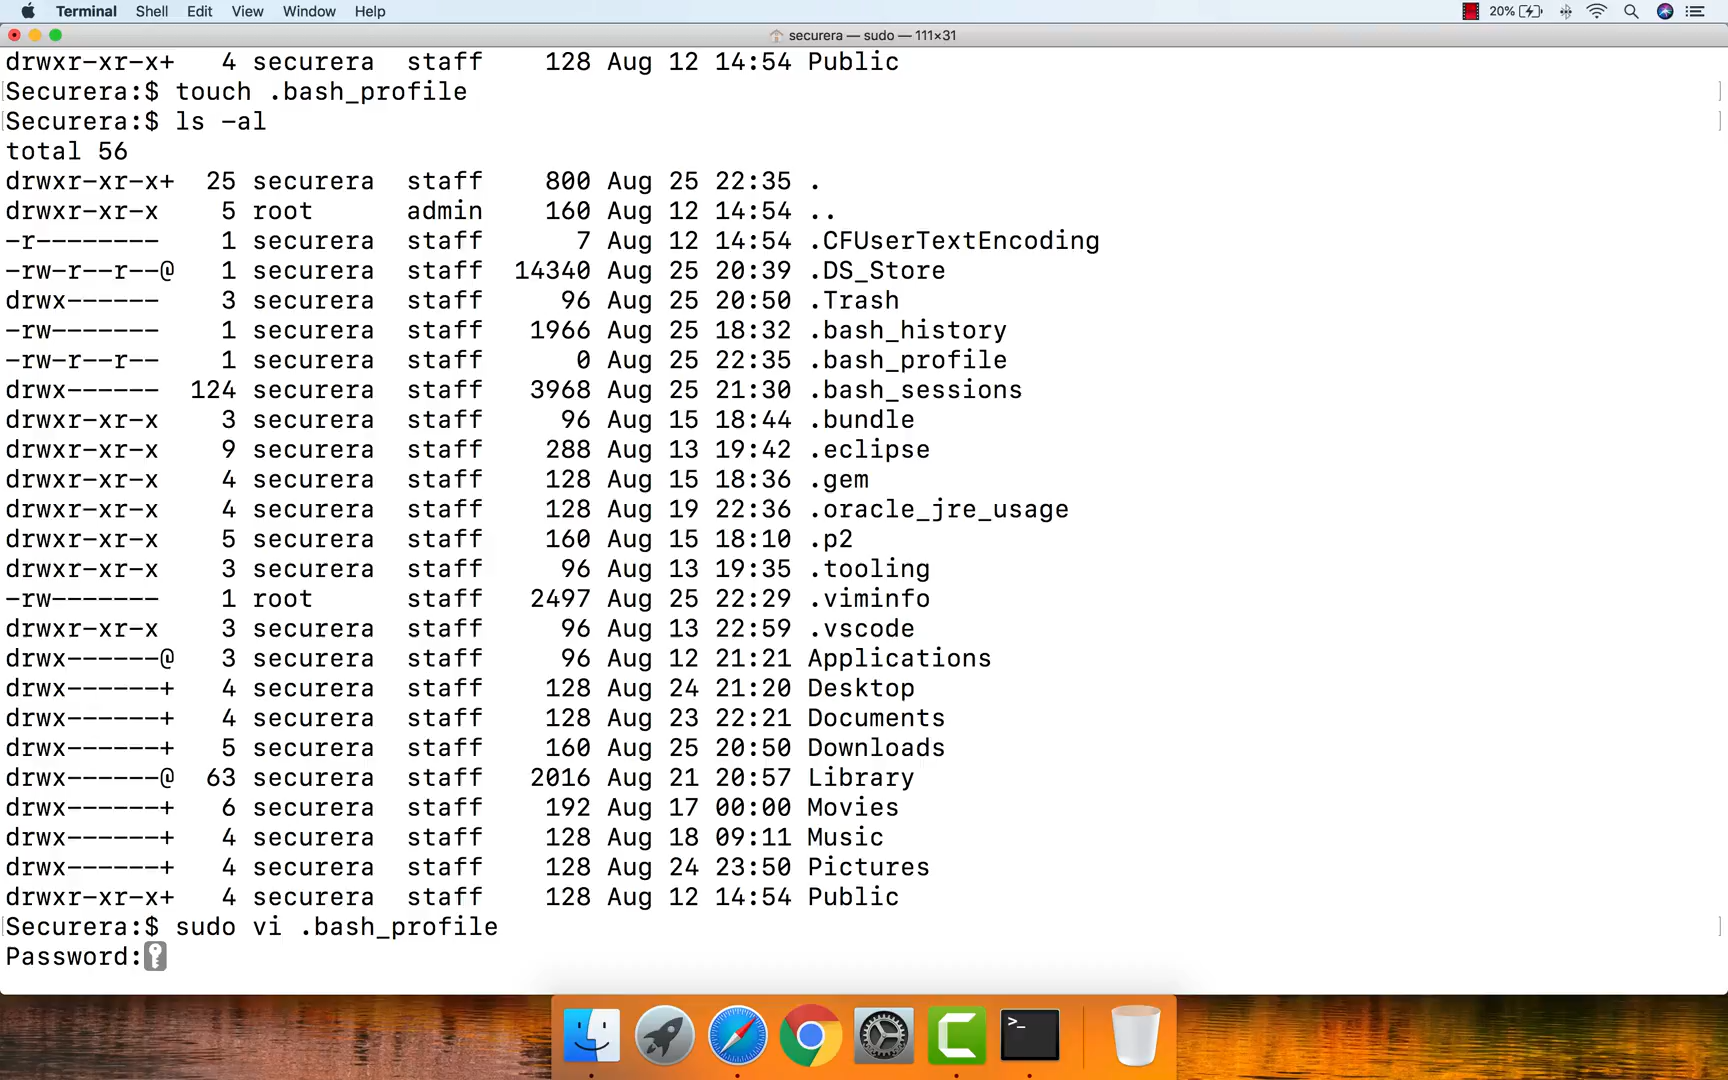 Terminal Shell Edit View Window Help 20%
securera — sudo — 111×31
drwxr-xr-x+ 4 securera staff 128 Aug 12 14:54 Public
Securera:$ touch .bash_profile
Securera:$ ls -al
total 56
drwxr-xr-x+ 25 securera staff 800 Aug 25 22:35 .
drwxr-xr-x 5 root admin 160 Aug 12 14:54 ..
-r-------- 1 securera staff 7 Aug 12 14:54 .CFUserTextEncoding
-rw-r--r--@ 1 securera staff 14340 Aug 25 20:39 .DS_Store
drwx------ 3 securera staff 96 Aug 25 20:50 .Trash
-rw------- 1 securera staff 1966 Aug 25 18:32 .bash_history
-rw-r--r-- 1 securera staff 0 Aug 25 22:35 .bash_profile
drwx------ 124 securera staff 3968 Aug 25 21:30 .bash_sessions
drwxr-xr-x 3 securera staff 96 Aug 15 18:44 .bundle
drwxr-xr-x 9 securera staff 288 Aug 13 19:42 .eclipse
drwxr-xr-x 4 securera staff 128 Aug 15 18:36 .gem
drwxr-xr-x 4 securera staff 128 Aug 19 22:36 .oracle_jre_usage
drwxr-xr-x 5 securera staff 160 Aug 15 18:10 .p2
drwxr-xr-x 3 securera staff 96 Aug 13 19:35 .tooling
-rw------- 1 root staff 2497 Aug 25 22:29 .viminfo
drwxr-xr-x 3 securera staff 96 Aug 13 22:59 .vscode
drwx------@ 3 securera staff 96 Aug 12 21:21 Applications
drwx------+ 4 securera staff 128 Aug 24 21:20 Desktop
drwx------+ 4 securera staff 128 Aug 23 22:21 Documents
drwx------+ 5 securera staff 160 Aug 25 20:50 Downloads
drwx------@ 63 securera staff 2016 Aug 21 20:57 Library
drwx------+ 6 securera staff 192 Aug 17 00:00 Movies
drwx------+ 4 securera staff 128 Aug 18 09:11 Music
drwx------+ 4 securera staff 128 Aug 24 23:50 Pictures
drwxr-xr-x+ 4 securera staff 128 Aug 12 14:54 Public
Securera:$ sudo vi .bash_profile
Password:
>_